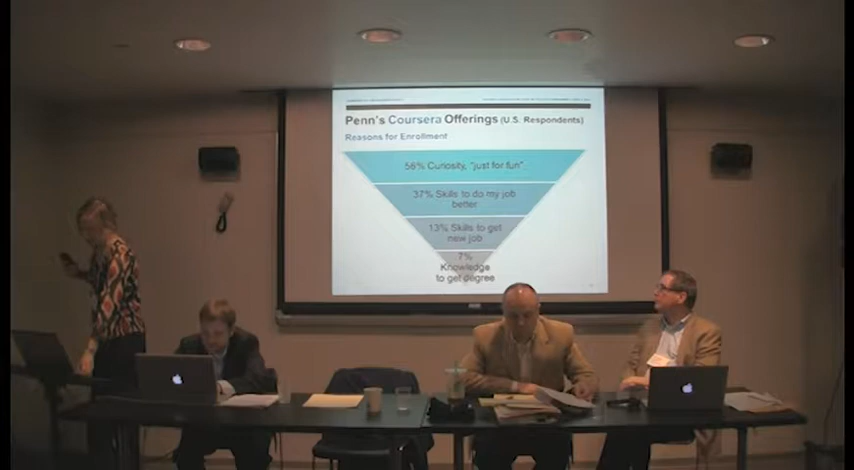 Penn's Coursera Offerings (U.S. Respondents)
Reasons for Enrollment
56% Curiosity, "just for fun"
37% Skills to do my job
better
13% Skills to get
new job
7%
Knowledge
to get degree